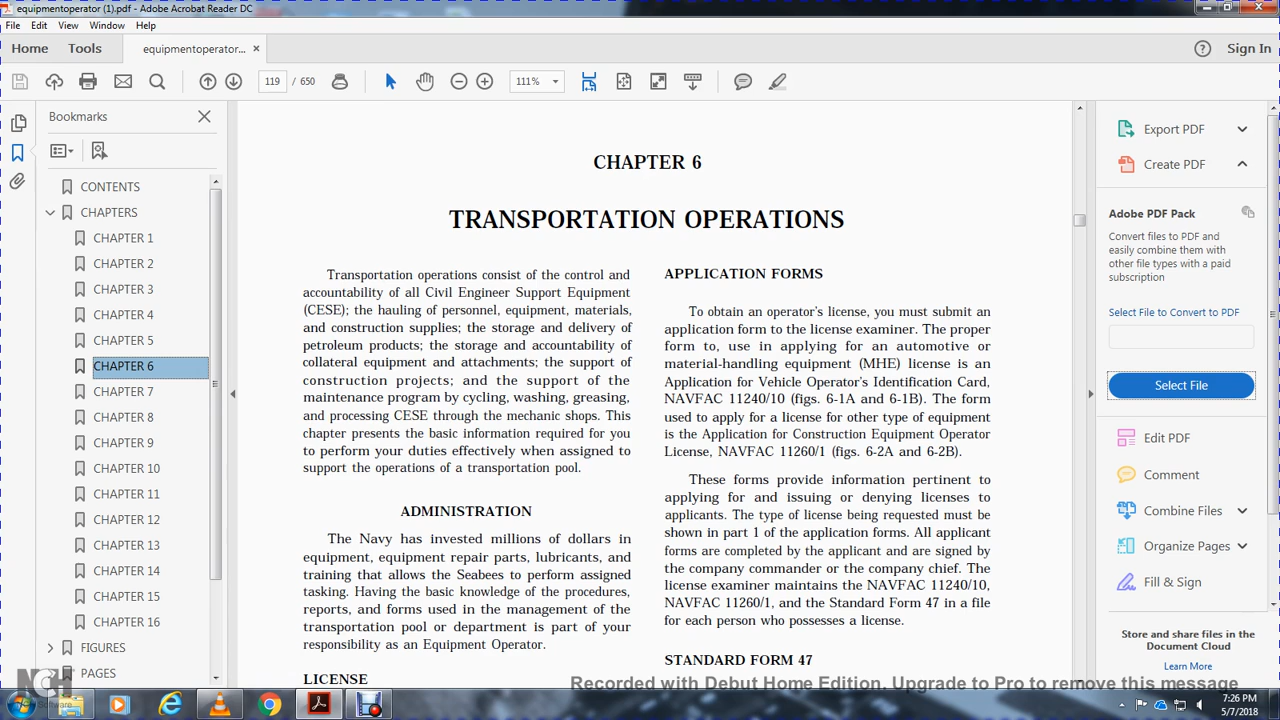 equipmentoperator (1).pdf - Adobe Acrobat Reader DC
File Edit View Window Help
Home Tools equipmentoperator... × Sign In
119 / 650 111%
Bookmarks
CONTENTS
CHAPTERS
CHAPTER 1
CHAPTER 2
CHAPTER 3
CHAPTER 4
CHAPTER 5
CHAPTER 6
CHAPTER 7
CHAPTER 8
CHAPTER 9
CHAPTER 10
CHAPTER 11
CHAPTER 12
CHAPTER 13
CHAPTER 14
CHAPTER 15
CHAPTER 16
FIGURES
PAGES
CHAPTER 6
TRANSPORTATION OPERATIONS
Transportation operations consist of the control and
accountability of all Civil Engineer Support Equipment
(CESE); the hauling of personnel, equipment, materials,
and construction supplies; the storage and delivery of
petroleum products; the storage and accountability of
collateral equipment and attachments; the support of
construction projects; and the support of the
maintenance program by cycling, washing, greasing,
and processing CESE through the mechanic shops. This
chapter presents the basic information required for you
to perform your duties effectively when assigned to
support the operations of a transportation pool.
ADMINISTRATION
The Navy has invested millions of dollars in
equipment, equipment repair parts, lubricants, and
training that allows the Seabees to perform assigned
tasking. Having the basic knowledge of the procedures,
reports, and forms used in the management of the
transportation pool or department is part of your
responsibility as an Equipment Operator.
LICENSE
APPLICATION FORMS
To obtain an operator's license, you must submit an
application form to the license examiner. The proper
form to, use in applying for an automotive or
material-handling equipment (MHE) license is an
Application for Vehicle Operator's Identification Card,
NAVFAC 11240/10 (figs. 6-1A and 6-1B). The form
used to apply for a license for other type of equipment
is the Application for Construction Equipment Operator
License, NAVFAC 11260/1 (figs. 6-2A and 6-2B).
These forms provide information pertinent to
applying for and issuing or denying licenses to
applicants. The type of license being requested must be
shown in part 1 of the application forms. All applicant
forms are completed by the applicant and are signed by
the company commander or the company chief. The
license examiner maintains the NAVFAC 11240/10,
NAVFAC 11260/1, and the Standard Form 47 in a file
for each person who possesses a license.
STANDARD FORM 47
Export PDF
Create PDF
Adobe PDF Pack
Convert files to PDF and
easily combine them with
other file types with a paid
subscription
Select File to Convert to PDF
Select File
Edit PDF
Comment
Combine Files
Organize Pages
Fill & Sign
Store and share files in the
Document Cloud
Learn More
Recorded with Debut Home Edition. Upgrade to Pro to remove this message
NCH
Software
7:26 PM
5/7/2018